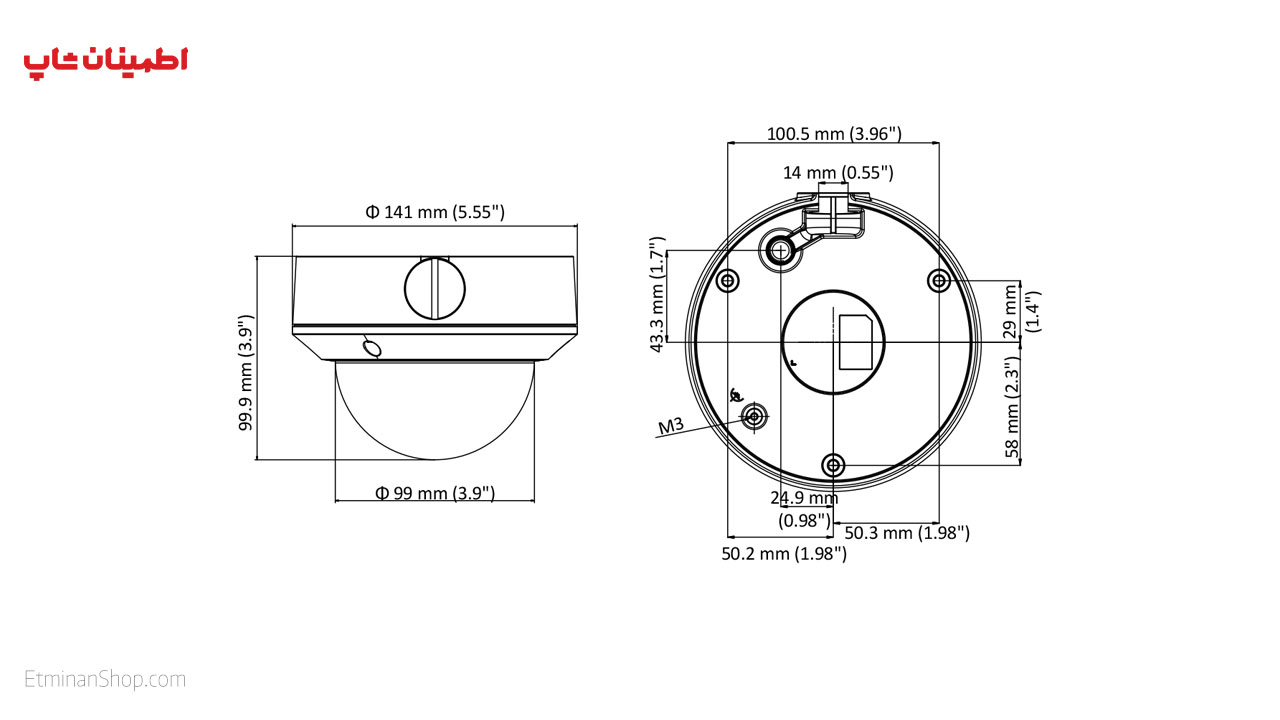 اطمینان شاپ
100.5 mm (3.96")
14 mm (0.55")
Φ 141 mm (5.55")
43.3 mm (1.7")
29 mm
(1.4")
99.9 mm (3.9")
58 mm (2.3")
M3
Φ 99 mm (3.9")
24.9 mm
(0.98")
50.3 mm (1.98")
50.2 mm (1.98")
EtminanShop.com